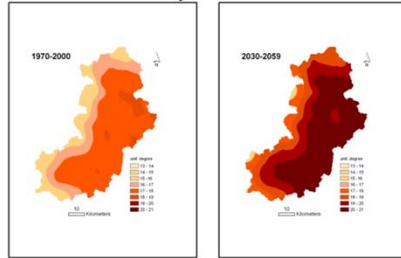 1970-2000
N
unit: degree
13 - 14
14 - 15
15 - 16
16 - 17
17 - 18
18 - 19
19 - 20
20 - 21
10
Kilometers
2030-2059
N
unit: degree
13 - 14
14 - 15
15 - 16
16 - 17
17 - 18
18 - 19
19 - 20
20 - 21
10
Kilometers